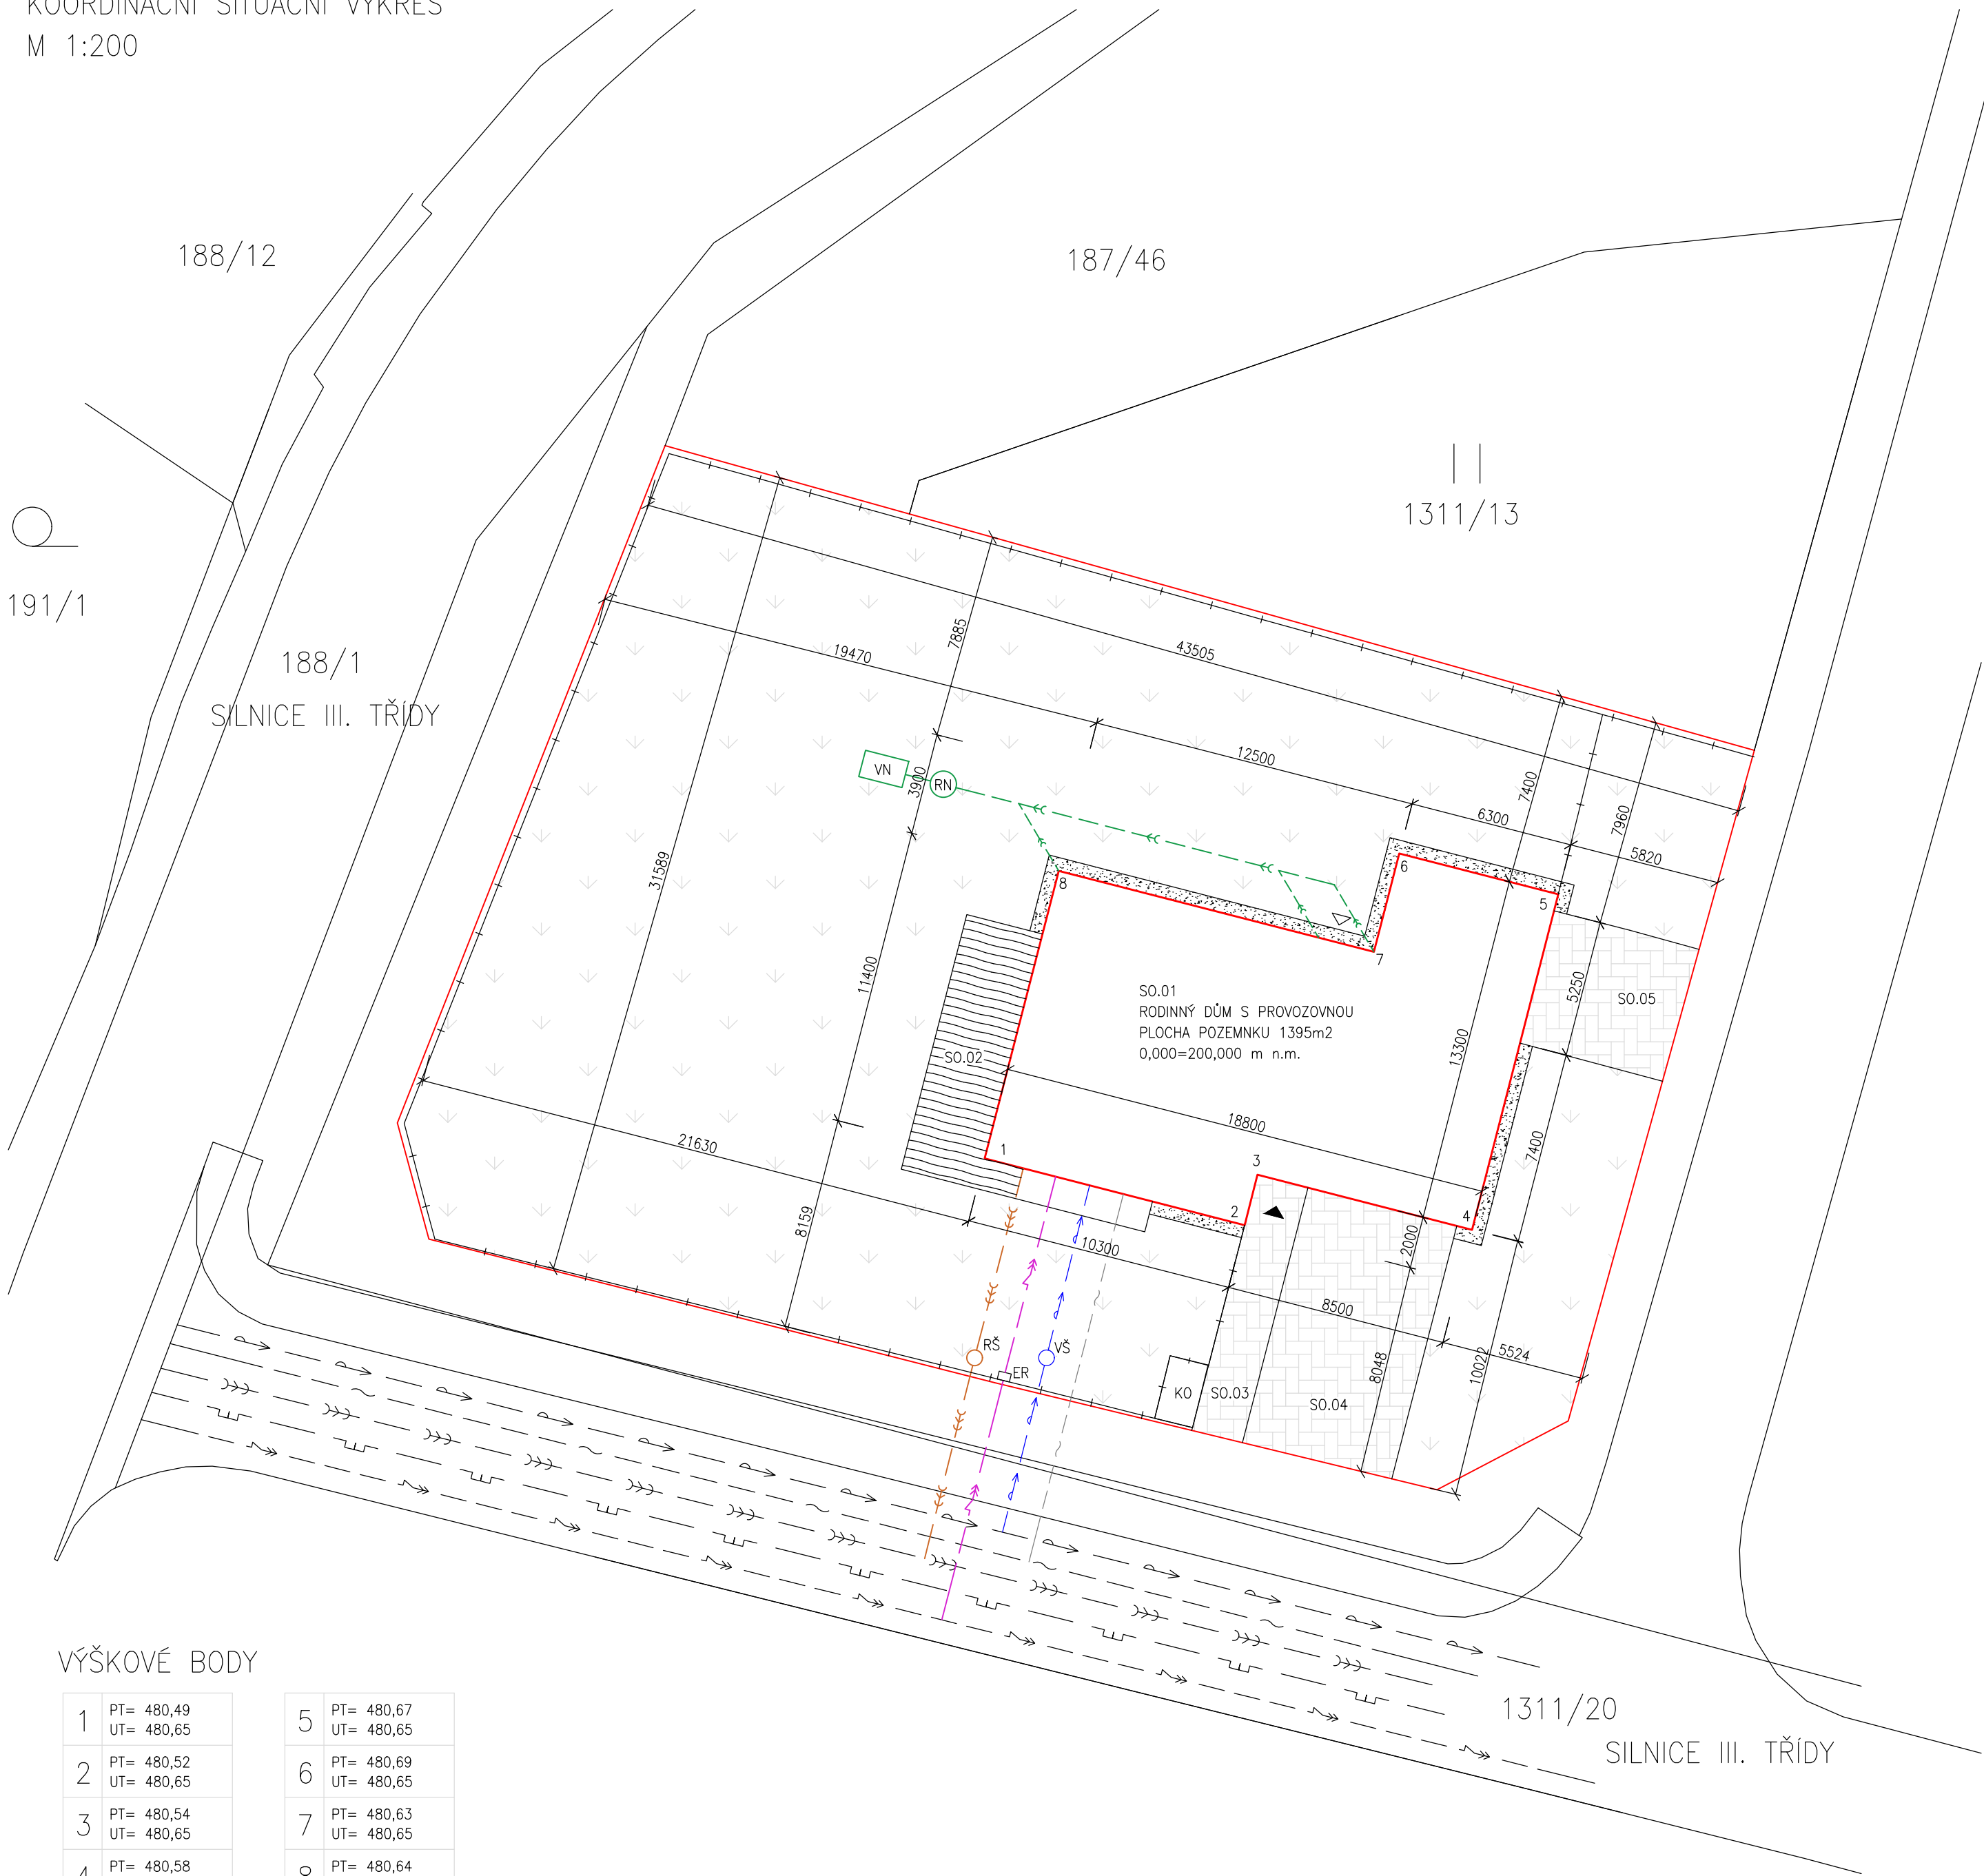 KOORDINAČNÍ SITUAČNÍ VÝKRES
M 1:200
188/12
187/46
1311/13
191/1
188/1
SILNICE III. TŘÍDY
7885
43505
19470
12500
7400
6300
7960
5820
VN
RN
3900
31589
8
6
5
7
11400
5250
SO.05
SO.01
RODINNÝ DŮM S PROVOZOVNOU
PLOCHA POZEMNKU 1395m2
0,000=200,000 m n.m.
SO.02
13300
18800
7400
21630
1
3
2
4
8159
10300
2000
8500
5524
RŠ
VŠ
ER
8048
10022
KO
SO.03
SO.04
1311/20
SILNICE III. TŘÍDY
VÝŠKOVÉ BODY
1 PT= 480,49
UT= 480,65
5 PT= 480,67
UT= 480,65
2 PT= 480,52
UT= 480,65
6 PT= 480,69
UT= 480,65
3 PT= 480,54
UT= 480,65
7 PT= 480,63
UT= 480,65
4 PT= 480,58
8 PT= 480,64